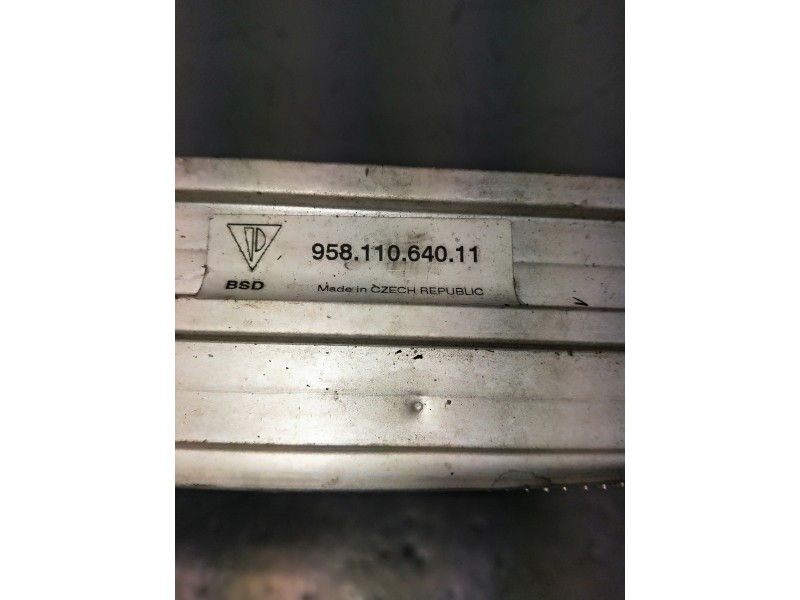 958.110.640.11
BSD
Made in CZECH REPUBLIC